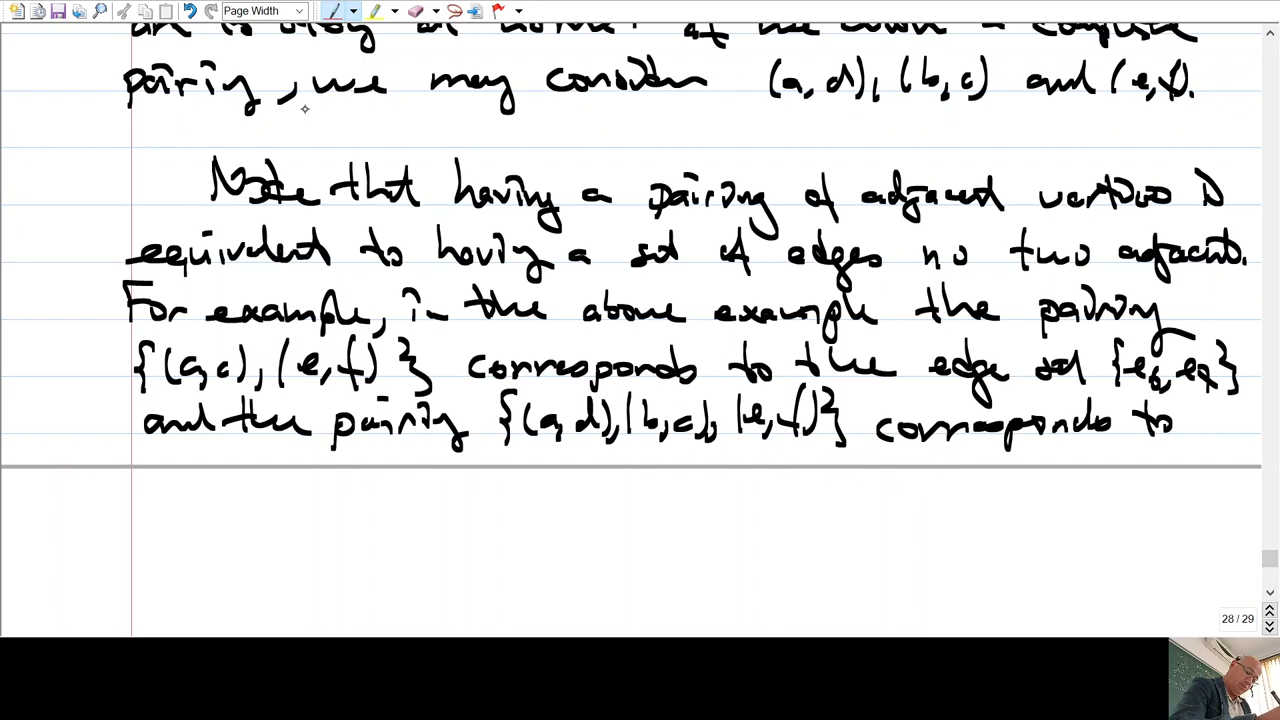 Page Width
pairing, we may consider (a,d), (b,c) and (e,f).
Note that having a pairing of adjacent vertices is
equivalent to having a set of edges no two adjacent.
For example, in the above example the pairing
{(a,c), (e,f)} corresponds to the edge set {e₂, e₇}
and the pairing {(a,d), (b,c), (e,f)} corresponds to
28 / 29